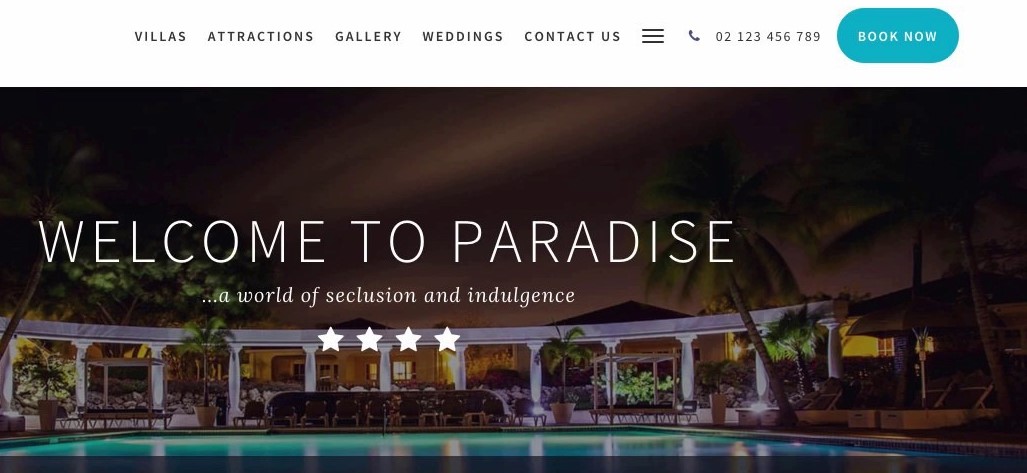 VILLAS ATTRACTIONS GALLERY WEDDINGS CONTACT US 02 123 456 789 BOOK NOW
WELCOME TO PARADISE
...a world of seclusion and indulgence